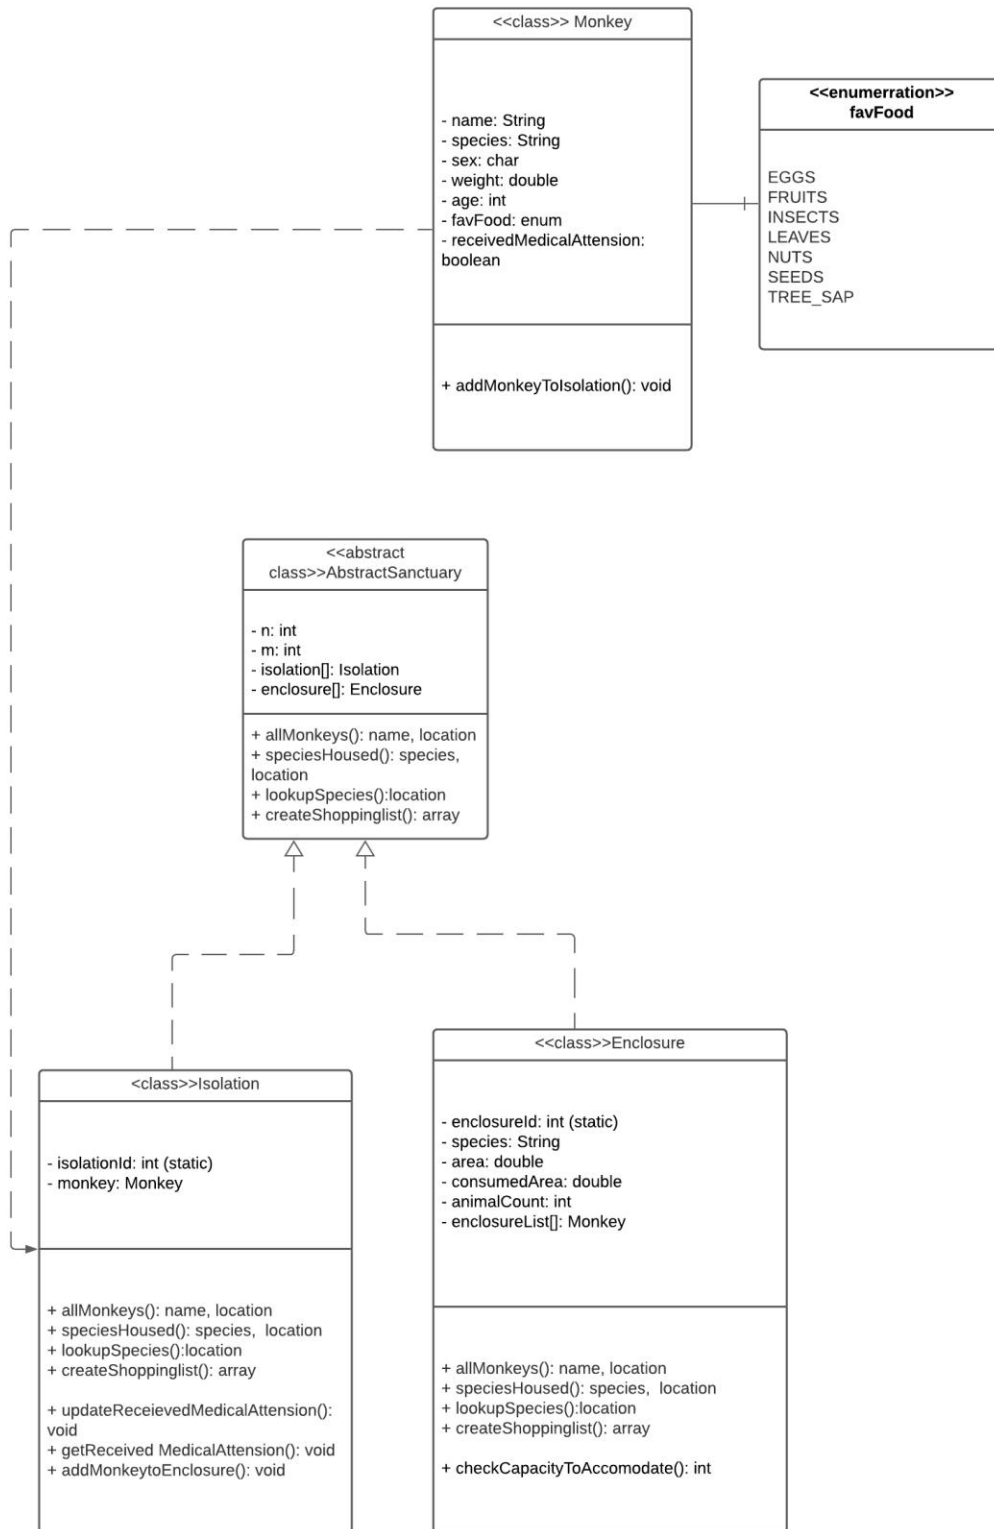 <<class>> Monkey
- name: String
- species: String
- sex: char
- weight: double
- age: int
- favFood: enum
- receivedMedicalAttension:
boolean
+ addMonkeyToIsolation(): void
<<enumerration>>
favFood
EGGS
FRUITS
INSECTS
LEAVES
NUTS
SEEDS
TREE_SAP
<<abstract
class>>AbstractSanctuary
- n: int
- m: int
- isolation[]: Isolation
- enclosure[]: Enclosure
+ allMonkeys(): name, location
+ speciesHoused(): species,
location
+ lookupSpecies():location
+ createShoppinglist(): array
<class>>Isolation
- isolationId: int (static)
- monkey: Monkey
+ allMonkeys(): name, location
+ speciesHoused(): species,  location
+ lookupSpecies():location
+ createShoppinglist(): array
+ updateReceievedMedicalAttension():
void
+ getReceived MedicalAttension(): void
+ addMonkeytoEnclosure(): void
<<class>>Enclosure
- enclosureId: int (static)
- species: String
- area: double
- consumedArea: double
- animalCount: int
- enclosureList[]: Monkey
+ allMonkeys(): name, location
+ speciesHoused(): species,  location
+ lookupSpecies():location
+ createShoppinglist(): array
+ checkCapacityToAccomodate(): int